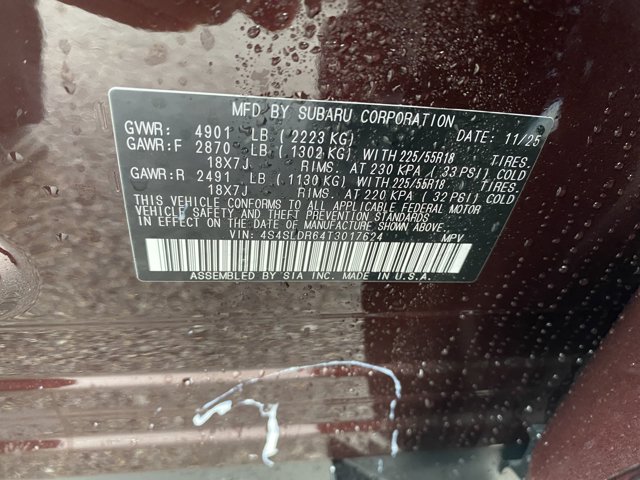 MFD BY SUBARU CORPORATION
GVWR: 4901 LB ( 2223 KG) DATE: 11/25
GAWR:F 2870 LB ( 1302 KG) WITH 225/55R18 TIRES.
18X7J RIMS. AT 230 KPA ( 33 PSI) COLD
GAWR:R 2491 LB ( 1130 KG) WITH 225/55R18 TIRES.
18X7J RIMS. AT 220 KPA ( 32 PSI) COLD
THIS VEHICLE CONFORMS TO ALL APPLICABLE FEDERAL MOTOR
VEHICLE SAFETY AND THEFT PREVENTION STANDARDS
IN EFFECT ON THE DATE OF MANUFACTURE SHOWN ABOVE.
VIN: 4S4SLDR64T3017624 MPV
ASSEMBLED BY SIA INC. MADE IN U.S.A.